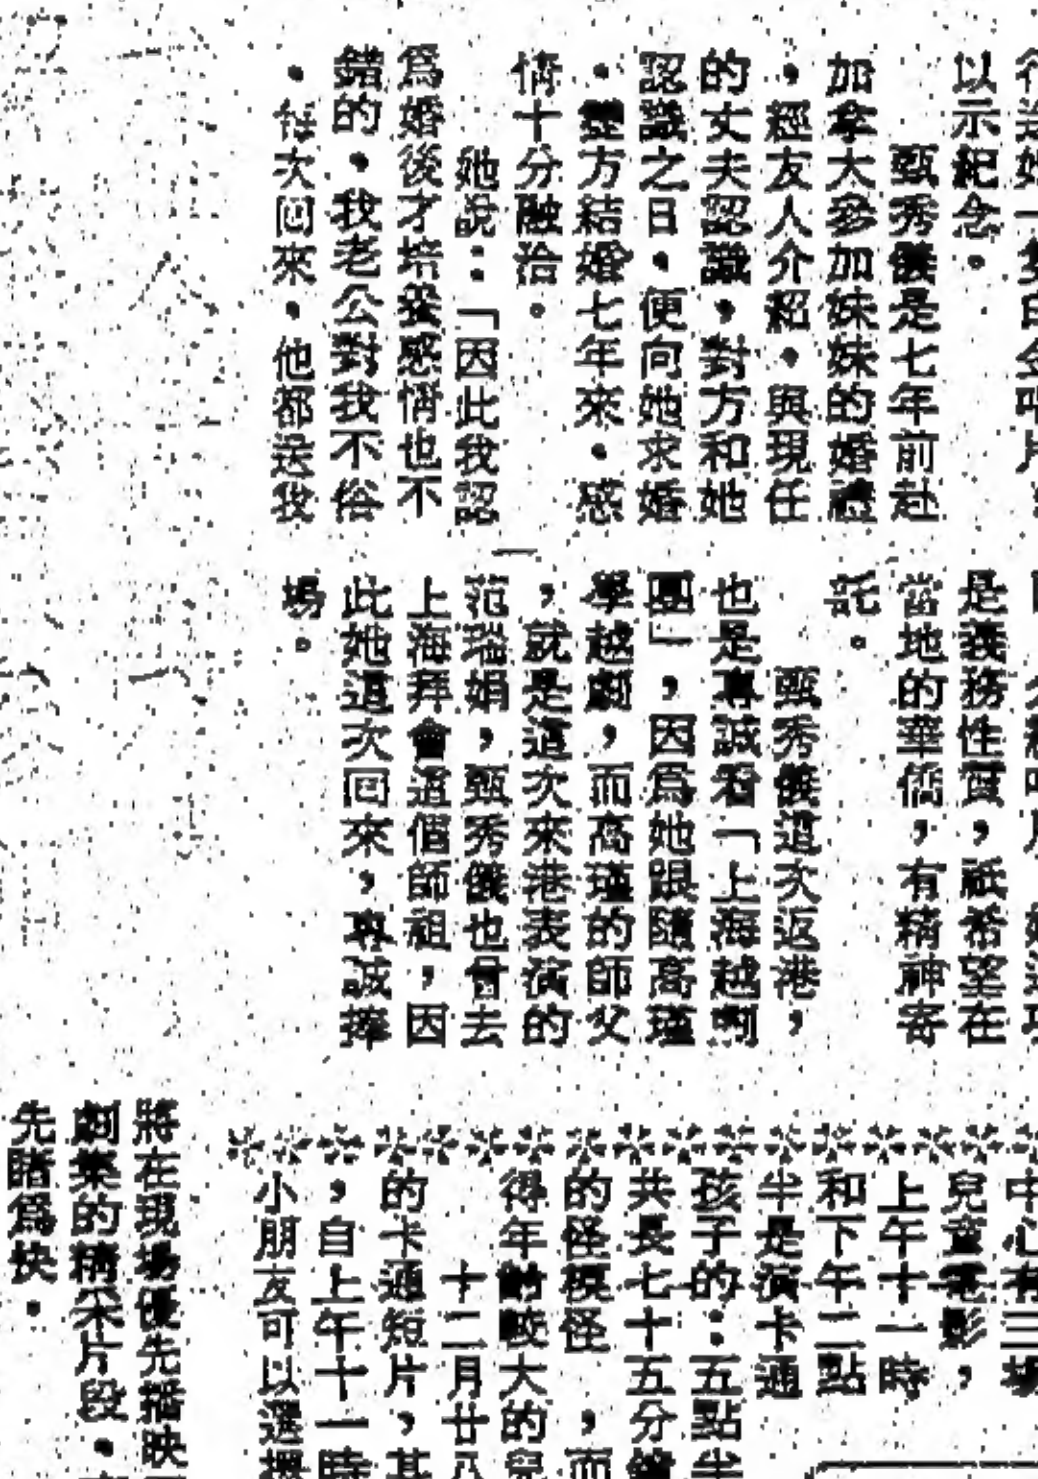 以示紀念。
甄秀儀是七年前赴
加拿大參加妹妹的婚禮
，經友人介紹，與現任
的丈夫認識，對方和她
認識之日，便向她求婚
，雙方結婚七年來，感
情十分融洽。
她說：「因此我認
為婚後才培養感情也不
錯的，我老公對我不俗
，每次回來，他都送我
是義務性質，祇希望在
當地的華僑，有精神寄
託。
甄秀儀這次返港，
也是專誠看「上海越劇
團」，因為她跟隨高瑾
學越劇，而高瑾的師父
，就是這次來港表演的
范瑞娟，甄秀儀也曾去
上海拜會這個師祖，因
此她這次回來，專誠捧
場。
中心有三場
兒童電影，
上午十一時
和下午二點
半是演卡通
孩子的：五點半
共長七十五分鐘
的怪模怪，而
得年齡較大的兒
十二月廿八
的卡通短片，其
，自上午十一時
小朋友可以選擇
將在現場優先播映
劇集的精采片段，
先睹為快。